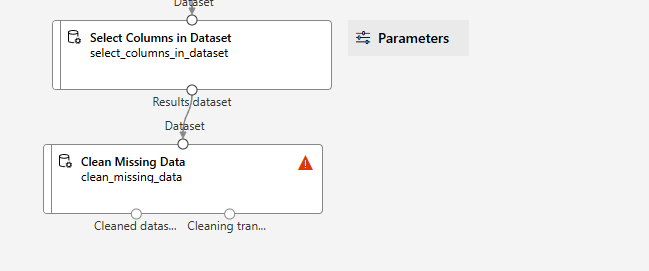 Dataset
Select Columns in Dataset
select_columns_in_dataset
Parameters
Results dataset
Dataset
Clean Missing Data
clean_missing_data
Cleaned datas...
Cleaning tran...